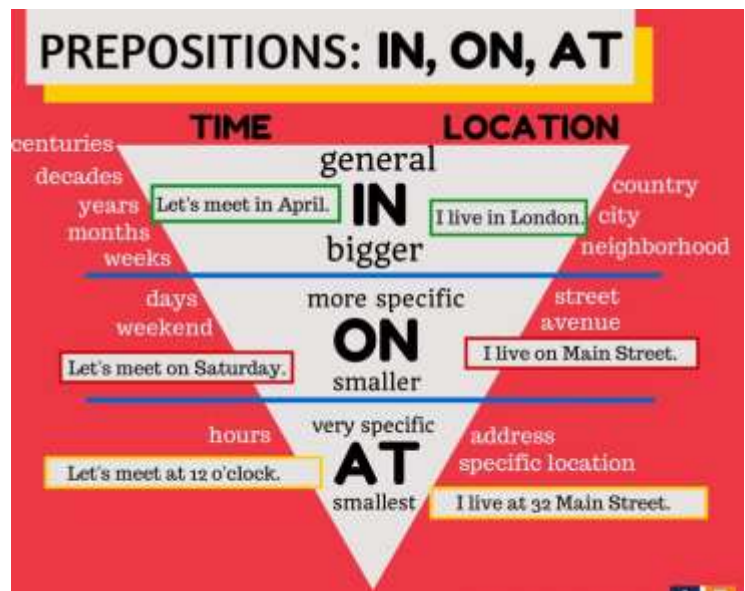 PREPOSITIONS: IN, ON, AT
TIME
LOCATION
centuries
decades
years
months
weeks
Let's meet in April.
general
IN
bigger
I live in London.
country
city
neighborhood
days
weekend
Let's meet on Saturday.
more specific
ON
smaller
street
avenue
I live on Main Street.
hours
Let's meet at 12 o'clock.
very specific
AT
smallest
address
specific location
I live at 32 Main Street.